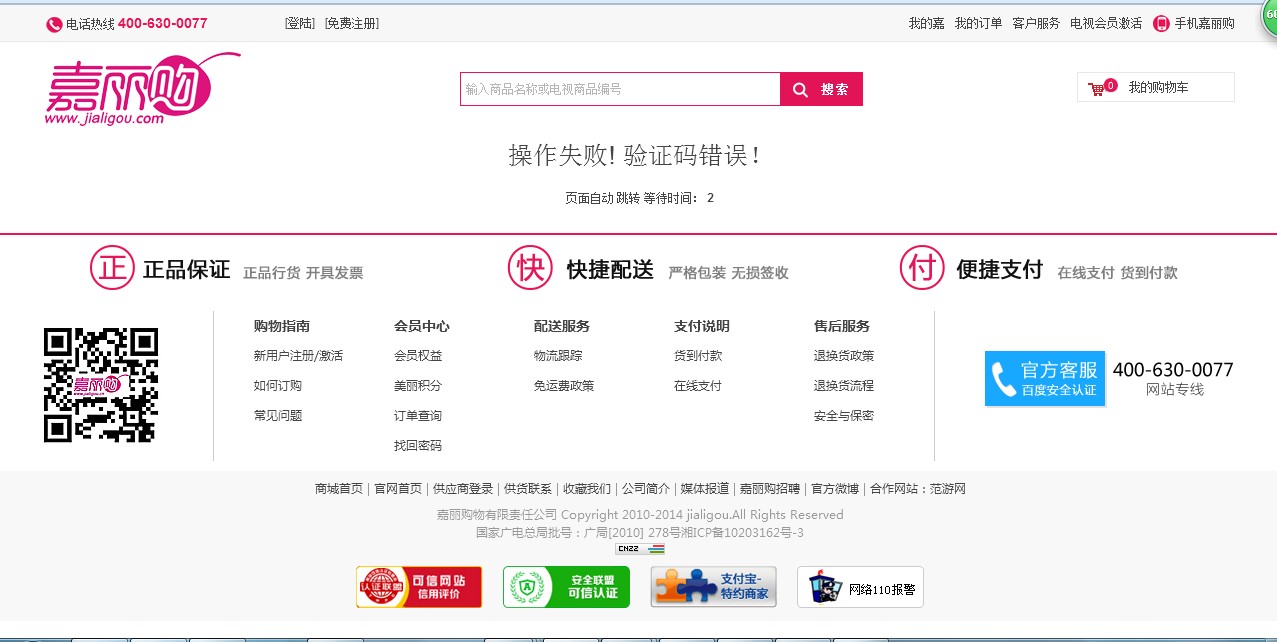 电话热线 400-630-0077 [登陆] [免费注册] 我的嘉 我的订单 客户服务 电视会员激活 手机嘉丽购
嘉丽购
www.jialigou.com
输入商品名称或电视商品编号 搜索 0 我的购物车
操作失败! 验证码错误!
页面自动 跳转 等待时间: 2
正 正品保证 正品行货 开具发票 快 快捷配送 严格包装 无损签收 付 便捷支付 在线支付 货到付款
购物指南 会员中心 配送服务 支付说明 售后服务
新用户注册/激活 会员权益 物流跟踪 货到付款 退换货政策
如何订购 美丽积分 免运费政策 在线支付 退换货流程
常见问题 订单查询 安全与保密
找回密码
嘉丽购
官方客服 400-630-0077
百度安全认证 网站专线
商城首页 | 官网首页 | 供应商登录 | 供货联系 | 收藏我们 | 公司简介 | 媒体报道 | 嘉丽购招聘 | 官方微博 | 合作网站：范游网
嘉丽购物有限责任公司 Copyright 2010-2014 jialigou.All Rights Reserved
国家广电总局批号：广局[2010] 278号湘ICP备10203162号-3
CNZZ
认证联盟 可信网站 信用评价
安全联盟 可信认证
支付宝- 特约商家
网络110报警